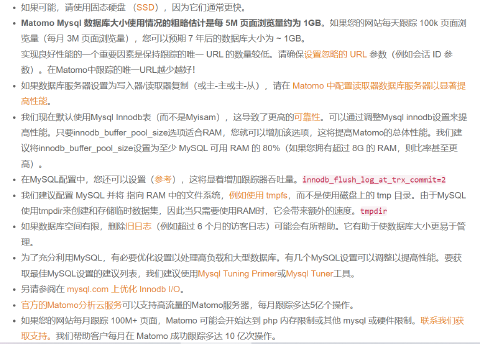 如果可能，请使用固态硬盘（SSD），因为它们通常更快。
Matomo Mysql 数据库大小使用情况的粗略估计是每 5M 页面浏览量约为 1GB。如果您的网站每天跟踪 100k 页面浏
览量（每月 3M 页面浏览量），您可以预期 7 年后的数据库大小为 ~ 1GB。
实现良好性能的一个重要因素是保持跟踪的唯一 URL 的数量较低。请确保设置忽略的 URL 参数（例如会话 ID 参
数）。在Matomo中跟踪的唯一URL越少越好！
如果数据库服务器设置为写入器/读取器复制（或主-主或主-从），请在 Matomo 中配置读取器数据库服务器以显著提
高性能。
我们现在默认使用Mysql Innodb表（而不是Myisam），这导致了更高的可靠性。可以通过调整Mysql innodb设置来提
高性能。只要innodb_buffer_pool_size选项适合RAM，您就可以增加该选项，这将提高Matomo的总体性能。我们建
议将innodb_buffer_pool_size设置为至少 MySQL 可用 RAM 的 80%（如果您拥有超过 8G 的 RAM，则比率甚至更
高）。
在MySQL配置中，您还可以设置（参考），这将显着增加跟踪器吞吐量。innodb_flush_log_at_trx_commit=2
我们建议配置 MySQL 并将 指向 RAM 中的文件系统，例如使用 tmpfs，而不是使用磁盘上的 tmp 目录。由于MySQL
使用tmpdir来创建和存储临时数据集，因此当只需要使用RAM时，它会带来额外的速度。tmpdir
如果数据库空间有限，删除旧日志（例如超过 6 个月的访客日志）可能会有所帮助。它有助于使数据库大小更易于管
理。
为了充分利用MySQL，有必要优化设置以处理高负载和大型数据库。有几个MySQL设置可以调整以提高性能。要获
取最佳MySQL设置的建议列表，我们建议使用Mysql Tuning Primer或Mysql Tuner工具。
另请参阅在 mysql.com 上优化 Innodb I/O。
官方的Matomo分析云服务可以支持高流量的Matomo服务器，每月跟踪多达5亿个操作。
如果您的网站每月跟踪 100M+ 页面，Matomo 可能会开始达到 php 内存限制或其他 mysql 或硬件限制。联系我们获
取支持。我们帮助客户每月在 Matomo 成功跟踪多达 10 亿次操作。